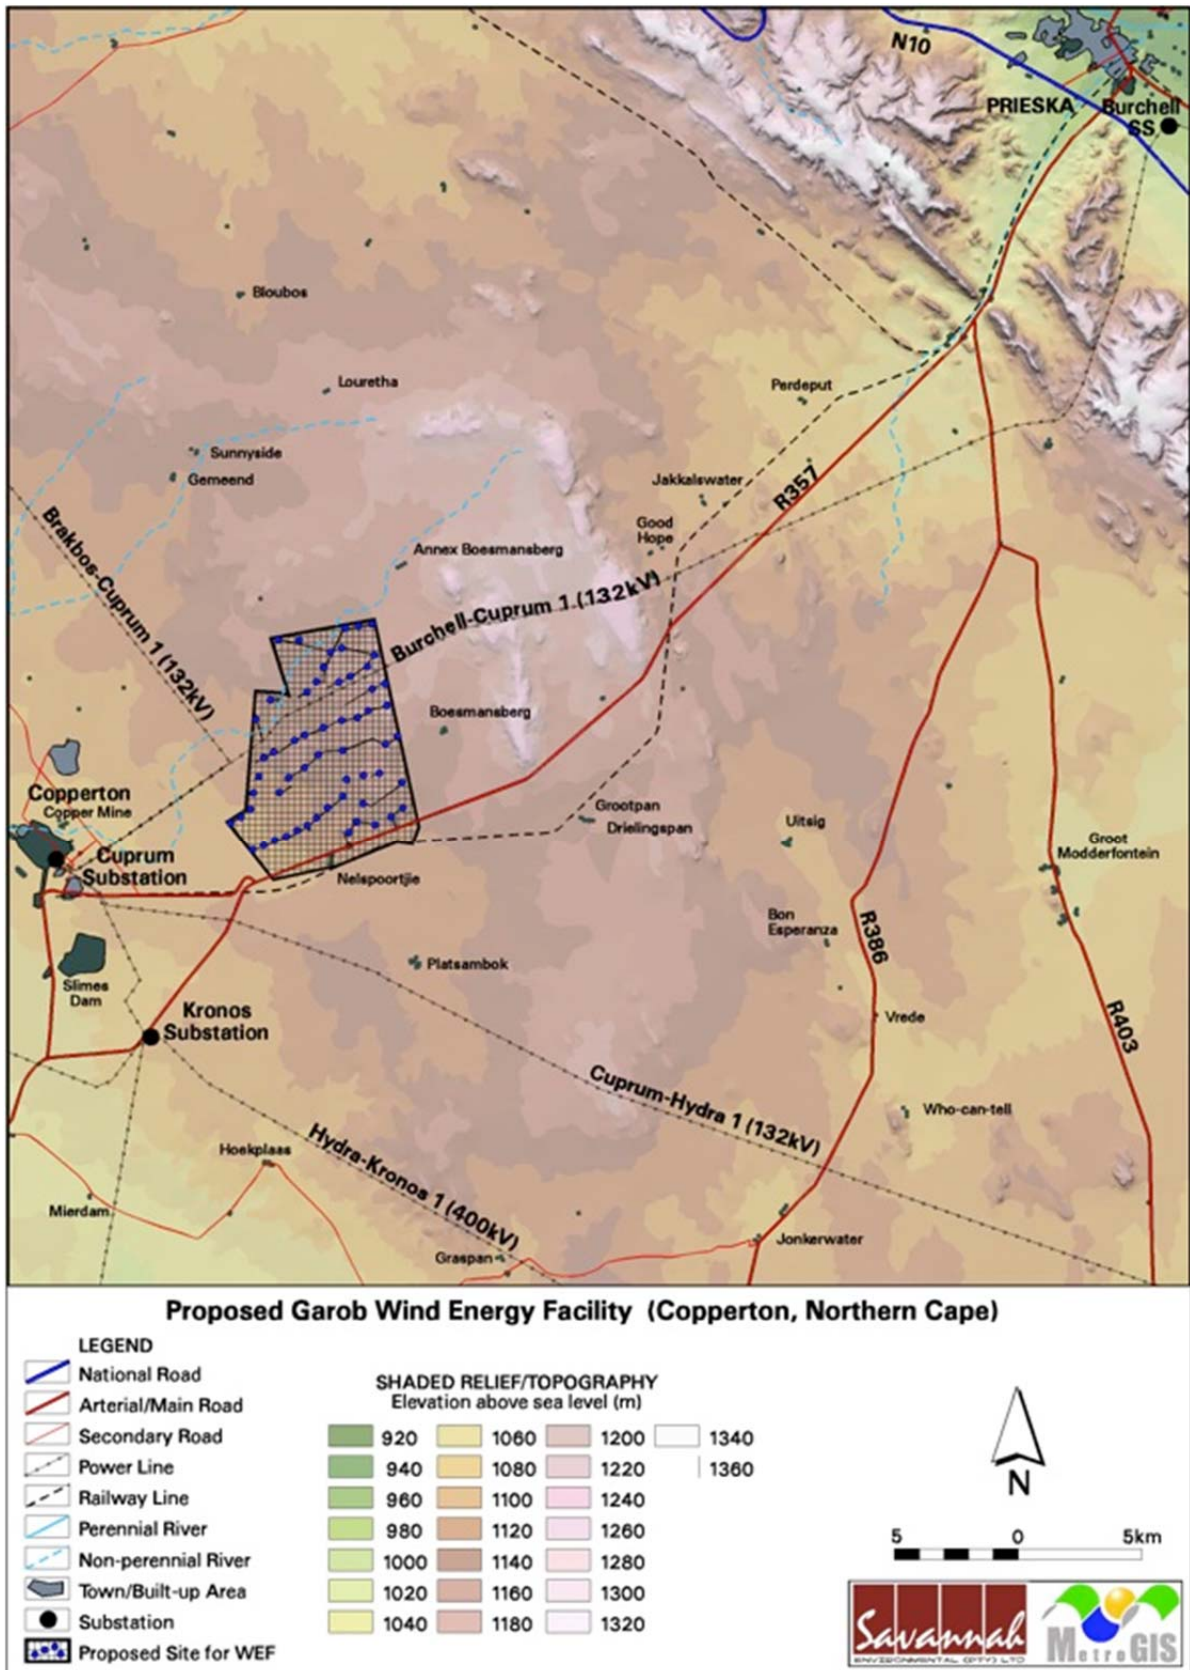 N10
PRIESKA
Burchell
SS
Bloubos
Louretha
Perdeput
Sunnyside
Gemeend
Jakkalswater
R357
Good
Hope
Annex Boesmansberg
Brakbos-Cuprum 1 (132kV)
Burchell-Cuprum 1 (132kV)
Boesmansberg
Copperton
Copper Mine
Grootpan
Drielingspan
Uitsig
Groot
Modderfontein
Cuprum
Substation
Nelspoortjie
Bon
Esperanza
R386
Platsambok
Slimes
Dam
Kronos
Substation
Vrede
R403
Cuprum-Hydra 1 (132kV)
Who-can-tell
Hydra-Kronos 1 (400kV)
Hoekplaas
Mierdam
Graspan
Jonkerwater
Proposed Garob Wind Energy Facility (Copperton, Northern Cape)
LEGEND
National Road
Arterial/Main Road
Secondary Road
Power Line
Railway Line
Perennial River
Non-perennial River
Town/Built-up Area
Substation
Proposed Site for WEF
SHADED RELIEF/TOPOGRAPHY
Elevation above sea level (m)
920 1060 1200 1340
940 1080 1220 1360
960 1100 1240
980 1120 1260
1000 1140 1280
1020 1160 1300
1040 1180 1320
N
5 0 5km
Savannah
ENVIRONMENTAL (PTY) LTD
MetroGIS